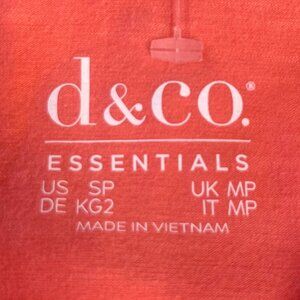 d&co.®
ESSENTIALS
US SP UK MP
DE KG2 IT MP
MADE IN VIETNAM